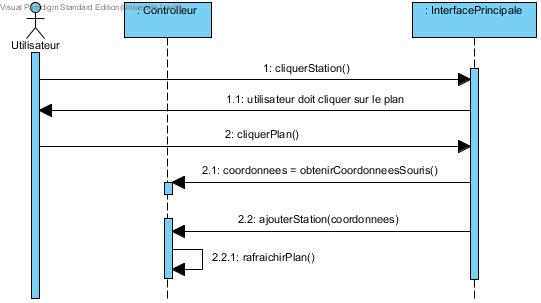 Visual Paradigm Standard Edition(Univers
: Controlleur
: InterfacePrincipale
Utilisateur
1: cliquerStation()
1.1: utilisateur doit cliquer sur le plan
2: cliquerPlan()
2.1: coordonnees = obtenirCoordonneesSouris()
2.2: ajouterStation(coordonnees)
2.2.1: rafraichirPlan()